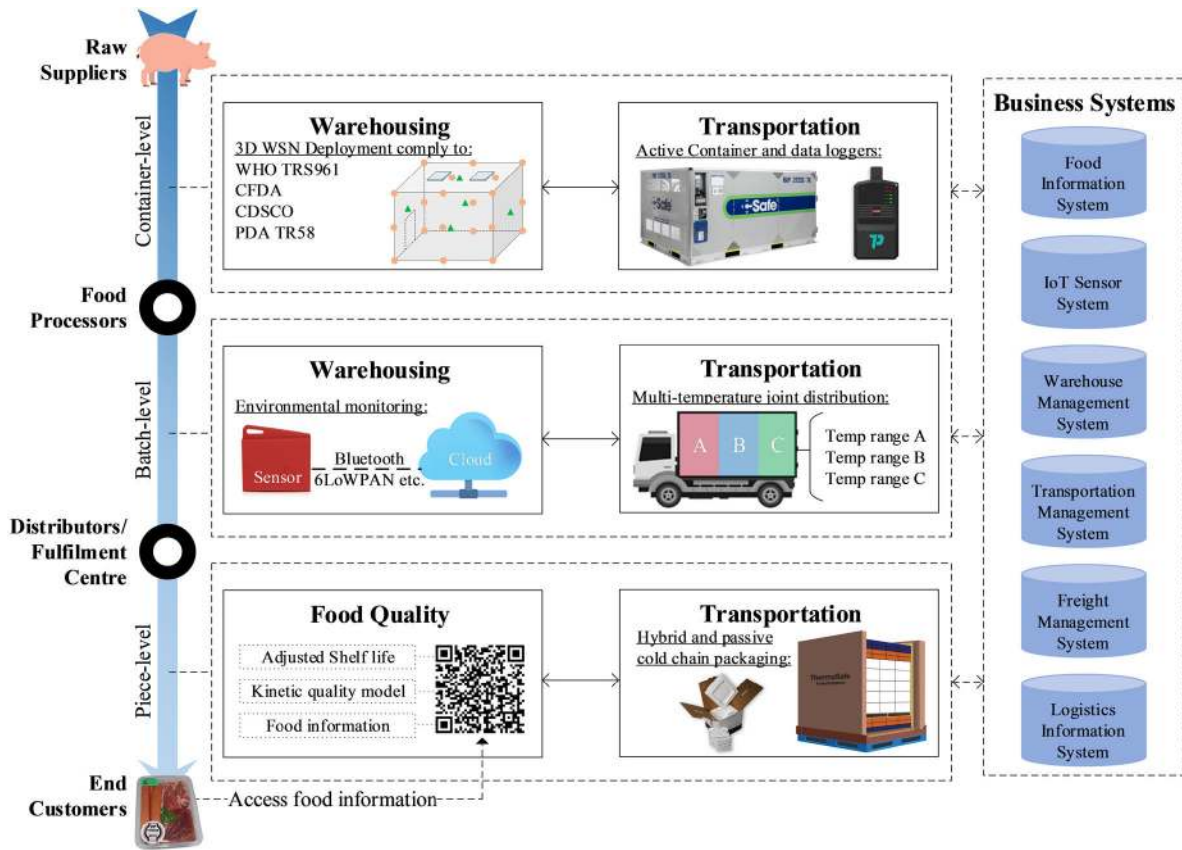 Raw
Suppliers
Container-level
Warehousing
3D WSN Deployment comply to:
WHO TRS961
CFDA
CDSCO
PDA TR58
Transportation
Active Container and data loggers:
Safe
Food
Processors
Batch-level
Warehousing
Environmental monitoring:
Sensor
Bluetooth
6LoWPAN etc.
Cloud
Transportation
Multi-temperature joint distribution:
A B C
Temp range A
Temp range B
Temp range C
Distributors/
Fulfilment
Centre
Piece-level
Food Quality
Adjusted Shelf life
Kinetic quality model
Food information
Transportation
Hybrid and passive
cold chain packaging:
ThermoSafe
End
Customers
Access food information
Business Systems
Food
Information
System
IoT Sensor
System
Warehouse
Management
System
Transportation
Management
System
Freight
Management
System
Logistics
Information
System